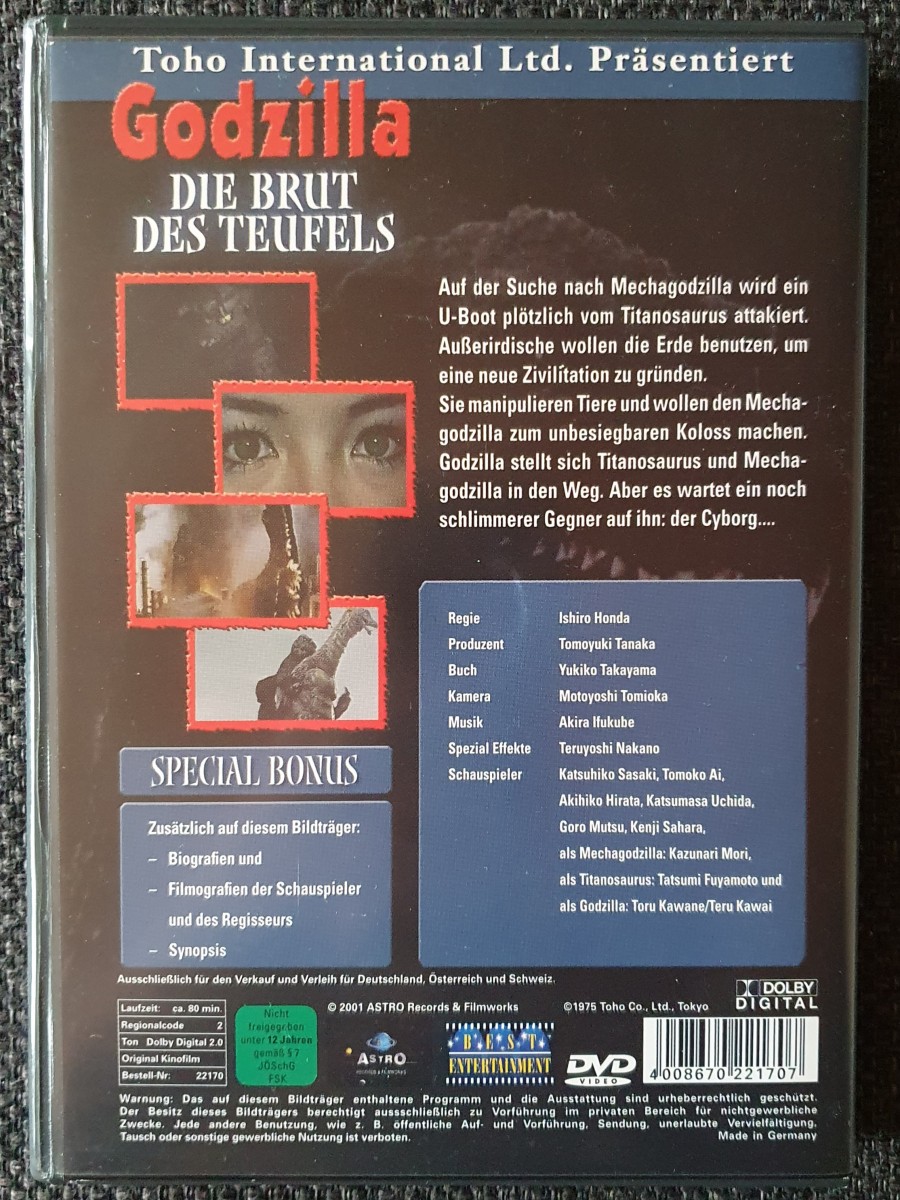 Toho International Ltd. Präsentiert
Godzilla
DIE BRUT
DES TEUFELS
Auf der Suche nach Mechagodzilla wird ein
U-Boot plötzlich vom Titanosaurus attakiert.
Außerirdische wollen die Erde benutzen, um
eine neue Zivilítation zu gründen.
Sie manipulieren Tiere und wollen den Mecha-
godzilla zum unbesiegbaren Koloss machen.
Godzilla stellt sich Titanosaurus und Mecha-
godzilla in den Weg. Aber es wartet ein noch
schlimmerer Gegner auf ihn: der Cyborg....
Regie Ishiro Honda
Produzent Tomoyuki Tanaka
Buch Yukiko Takayama
Kamera Motoyoshi Tomioka
Musik Akira Ifukube
Spezial Effekte Teruyoshi Nakano
Schauspieler Katsuhiko Sasaki, Tomoko Ai,
Akihiko Hirata, Katsumasa Uchida,
Goro Mutsu, Kenji Sahara,
als Mechagodzilla: Kazunari Mori,
als Titanosaurus: Tatsumi Fuyamoto und
als Godzilla: Toru Kawane/Teru Kawai
SPECIAL BONUS
Zusätzlich auf diesem Bildträger:
– Biografien und
– Filmografien der Schauspieler
und des Regisseurs
– Synopsis
Ausschließlich für den Verkauf und Verleih für Deutschland, Österreich und Schweiz.
Laufzeit: ca. 80 min.
Regionalcode 2
Ton Dolby Digital 2.0
Original Kinofilm
Bestell-Nr: 22170
Nicht
freigegeben
unter 12 Jahren
gemäß § 7
JÖSchG
FSK
© 2001 ASTRO Records & Filmworks
©1975 Toho Co., Ltd., Tokyo
DOLBY
DIGITAL
ASTRO
RECORDS & FILMWORKS
BEST
ENTERTAINMENT
DVD
VIDEO
4 008670 221707
Warnung: Das auf diesem Bildträger enthaltene Programm und die Ausstattung sind urheberrechtlich geschützt.
Der Besitz dieses Bildträgers berechtigt aussschließlich zu Vorführung im privaten Bereich für nichtgewerbliche
Zwecke. Jede andere Benutzung, wie z. B. öffentliche Auf- und Vorführung, Sendung, unerlaubte Vervielfältigung,
Tausch oder sonstige gewerbliche Nutzung ist verboten.
Made in Germany